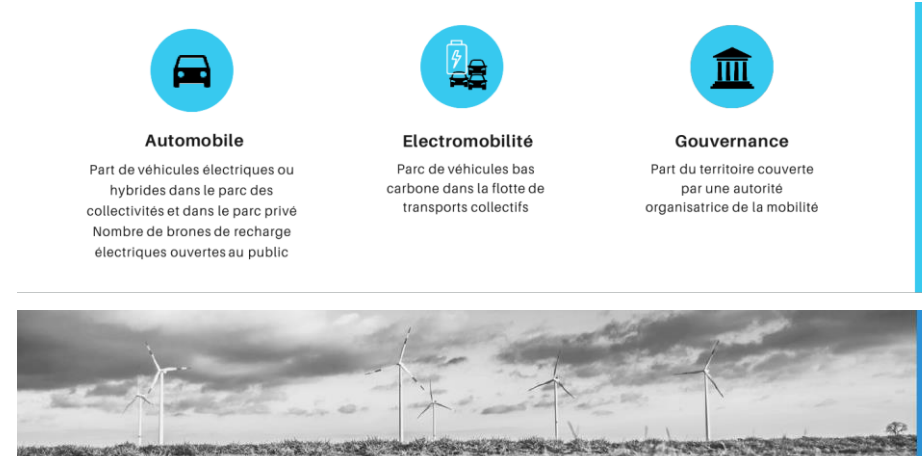 Automobile
Part de véhicules électriques ou
hybrides dans le parc des
collectivités et dans le parc privé
Nombre de brones de recharge
électriques ouvertes au public
Electromobilité
Parc de véhicules bas
carbone dans la flotte de
transports collectifs
Gouvernance
Part du territoire couverte
par une autorité
organisatrice de la mobilité